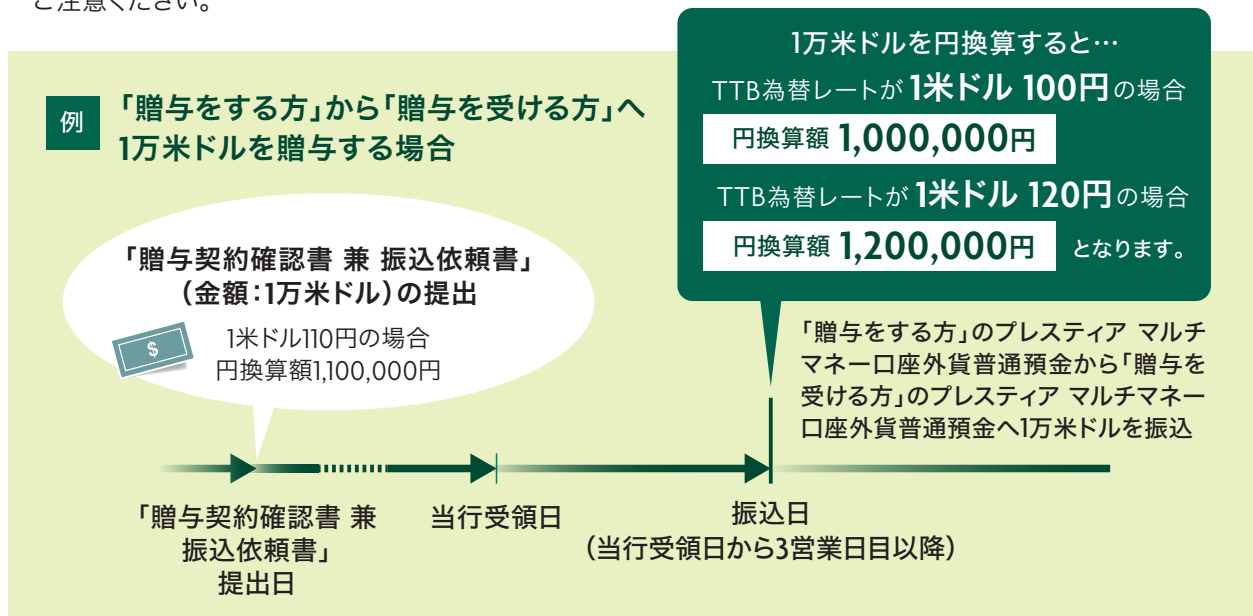 ご注意ください。
例
「贈与をする方」から「贈与を受ける方」へ
1万米ドルを贈与する場合
1万米ドルを円換算すると…
TTB為替レートが1米ドル 100円の場合
円換算額 1,000,000円
TTB為替レートが1米ドル 120円の場合
円換算額 1,200,000円 となります。
「贈与契約確認書 兼 振込依頼書」
（金額：1万米ドル）の提出
$
1米ドル110円の場合
円換算額1,100,000円
「贈与をする方」のプレスティア マルチ
マネー口座外貨普通預金から「贈与を
受ける方」のプレスティア マルチマネー
口座外貨普通預金へ1万米ドルを振込
「贈与契約確認書 兼
振込依頼書」
提出日
当行受領日
振込日
（当行受領日から3営業日目以降）